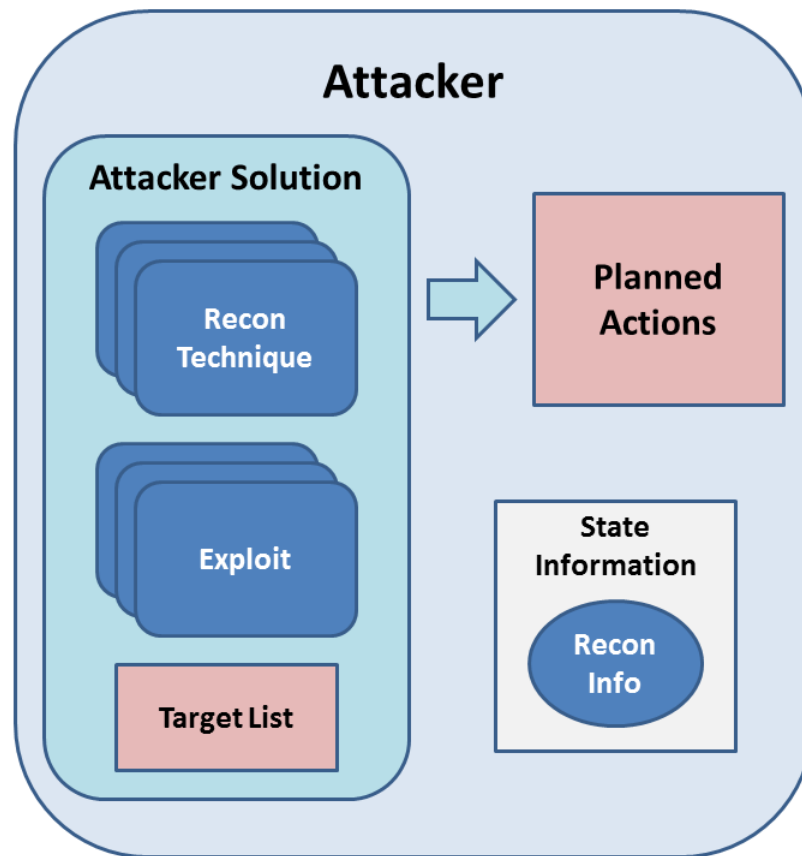 Attacker
Attacker Solution
Recon
Technique
Exploit
Target List
Planned
Actions
State
Information
Recon
Info